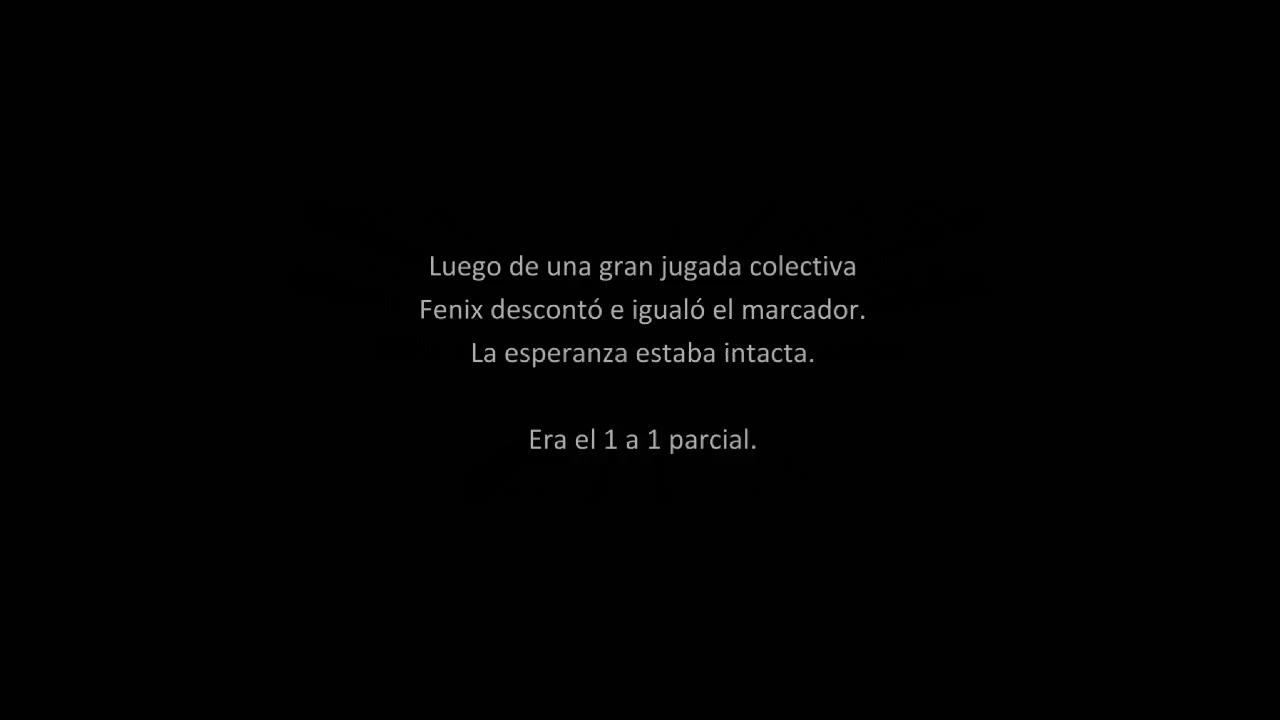 Luego de una gran jugada colectiva
Fenix descontó e igualó el marcador.
La esperanza estaba intacta.
Era el 1 a 1 parcial.